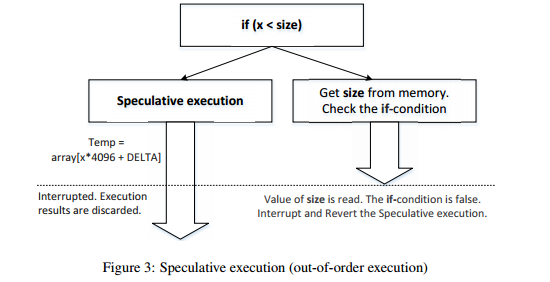 if (x < size)
Speculative execution
Get size from memory.
Check the if-condition
Temp =
array[x*4096 + DELTA]
Interrupted. Execution
results are discarded.
Value of size is read. The if-condition is false.
Interrupt and Revert the Speculative execution.
Figure 3: Speculative execution (out-of-order execution)